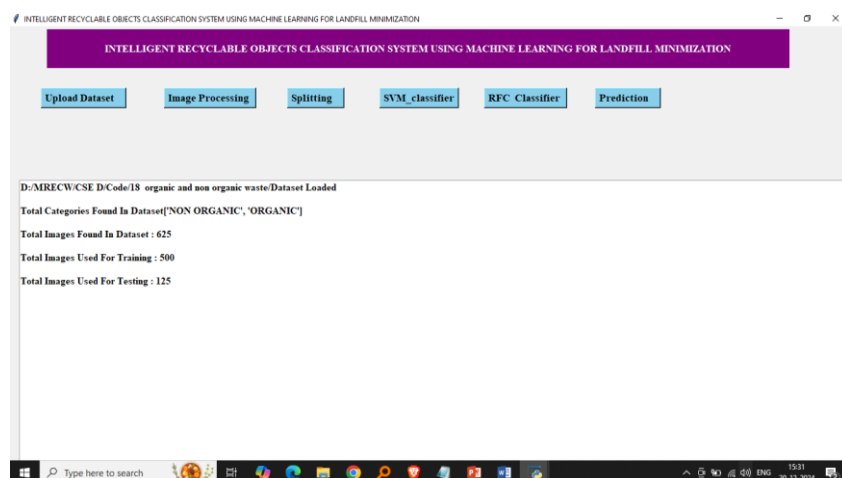 INTELLIGENT RECYCLABLE OBJECTS CLASSIFICATION SYSTEM USING MACHINE LEARNING FOR LANDFILL MINIMIZATION
INTELLIGENT RECYCLABLE OBJECTS CLASSIFICATION SYSTEM USING MACHINE LEARNING FOR LANDFILL MINIMIZATION
Upload Dataset Image Processing Splitting SVM_classifier RFC Classifier Prediction
D:/MRECW/CSE D/Code/18 organic and non organic waste/Dataset Loaded
Total Categories Found In Dataset['NON ORGANIC', 'ORGANIC']
Total Images Found In Dataset : 625
Total Images Used For Training : 500
Total Images Used For Testing : 125
Type here to search ENG 15:31